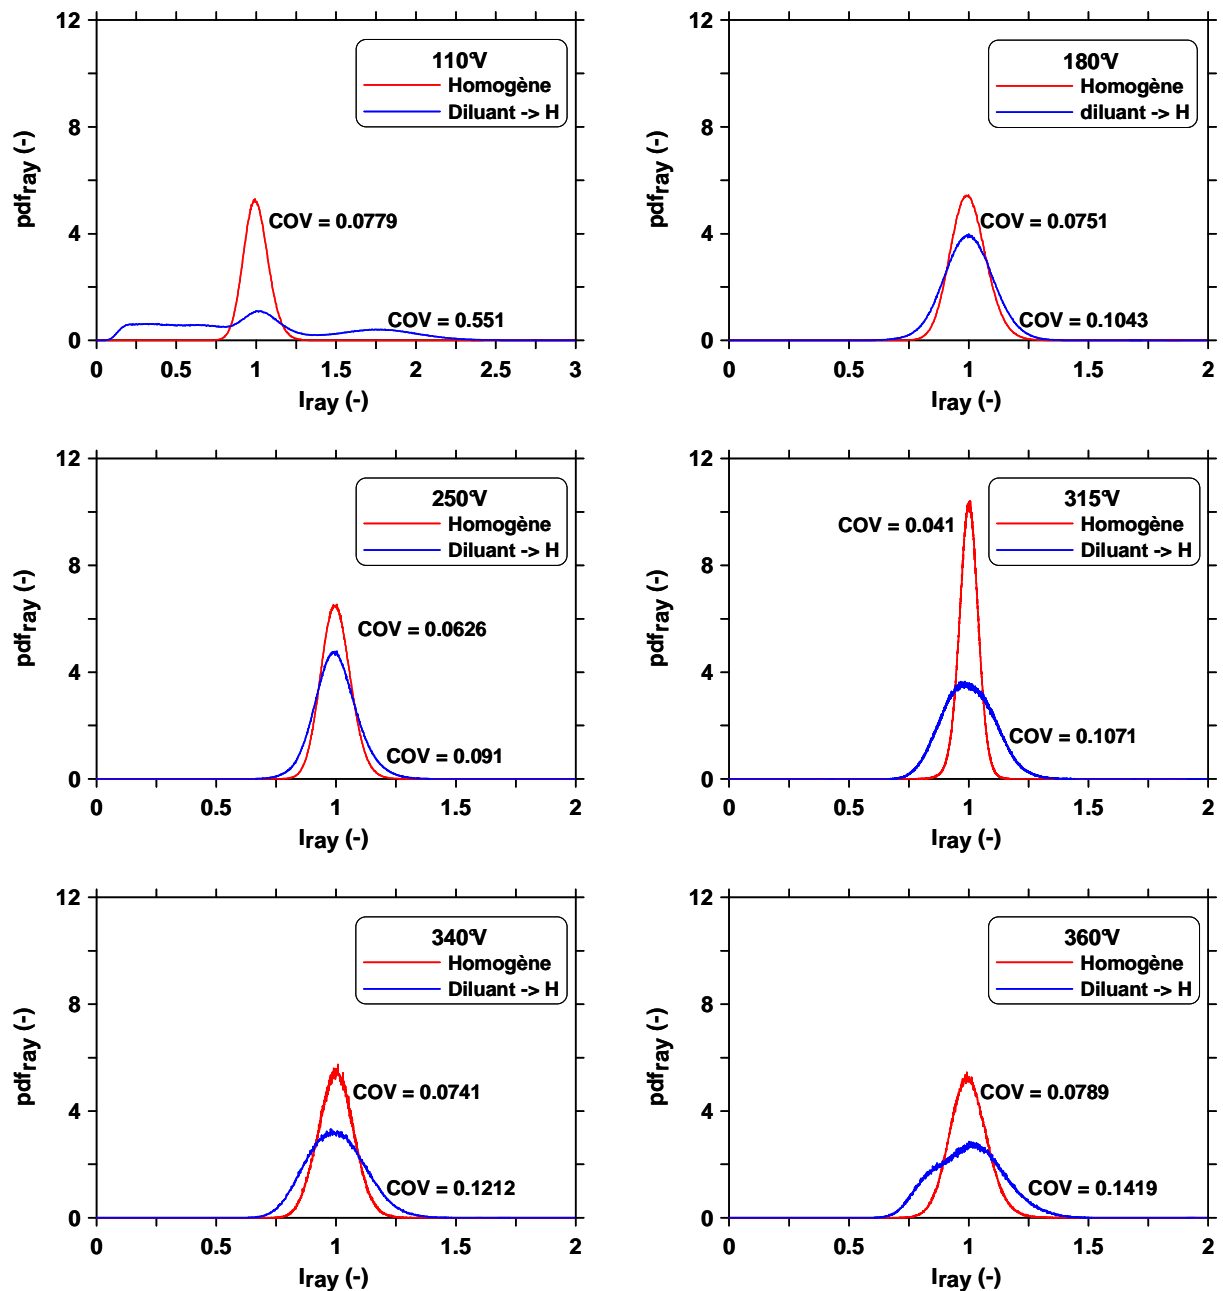 12
8
4
0
pdfray (-)
110°V
Homogène
Diluant -> H
COV = 0.0779
COV = 0.551
0 0.5 1 1.5 2 2.5 3
Iray (-)
12
8
4
0
pdfray (-)
180°V
Homogène
diluant -> H
COV = 0.0751
COV = 0.1043
0 0.5 1 1.5 2
Iray (-)
12
8
4
0
pdfray (-)
250°V
Homogène
Diluant -> H
COV = 0.0626
COV = 0.091
0 0.5 1 1.5 2
Iray (-)
12
8
4
0
pdfray (-)
315°V
Homogène
Diluant -> H
COV = 0.041
COV = 0.1071
0 0.5 1 1.5 2
Iray (-)
12
8
4
0
pdfray (-)
340°V
Homogène
Diluant -> H
COV = 0.0741
COV = 0.1212
0 0.5 1 1.5 2
Iray (-)
12
8
4
0
pdfray (-)
360°V
Homogène
Diluant -> H
COV = 0.0789
COV = 0.1419
0 0.5 1 1.5 2
Iray (-)